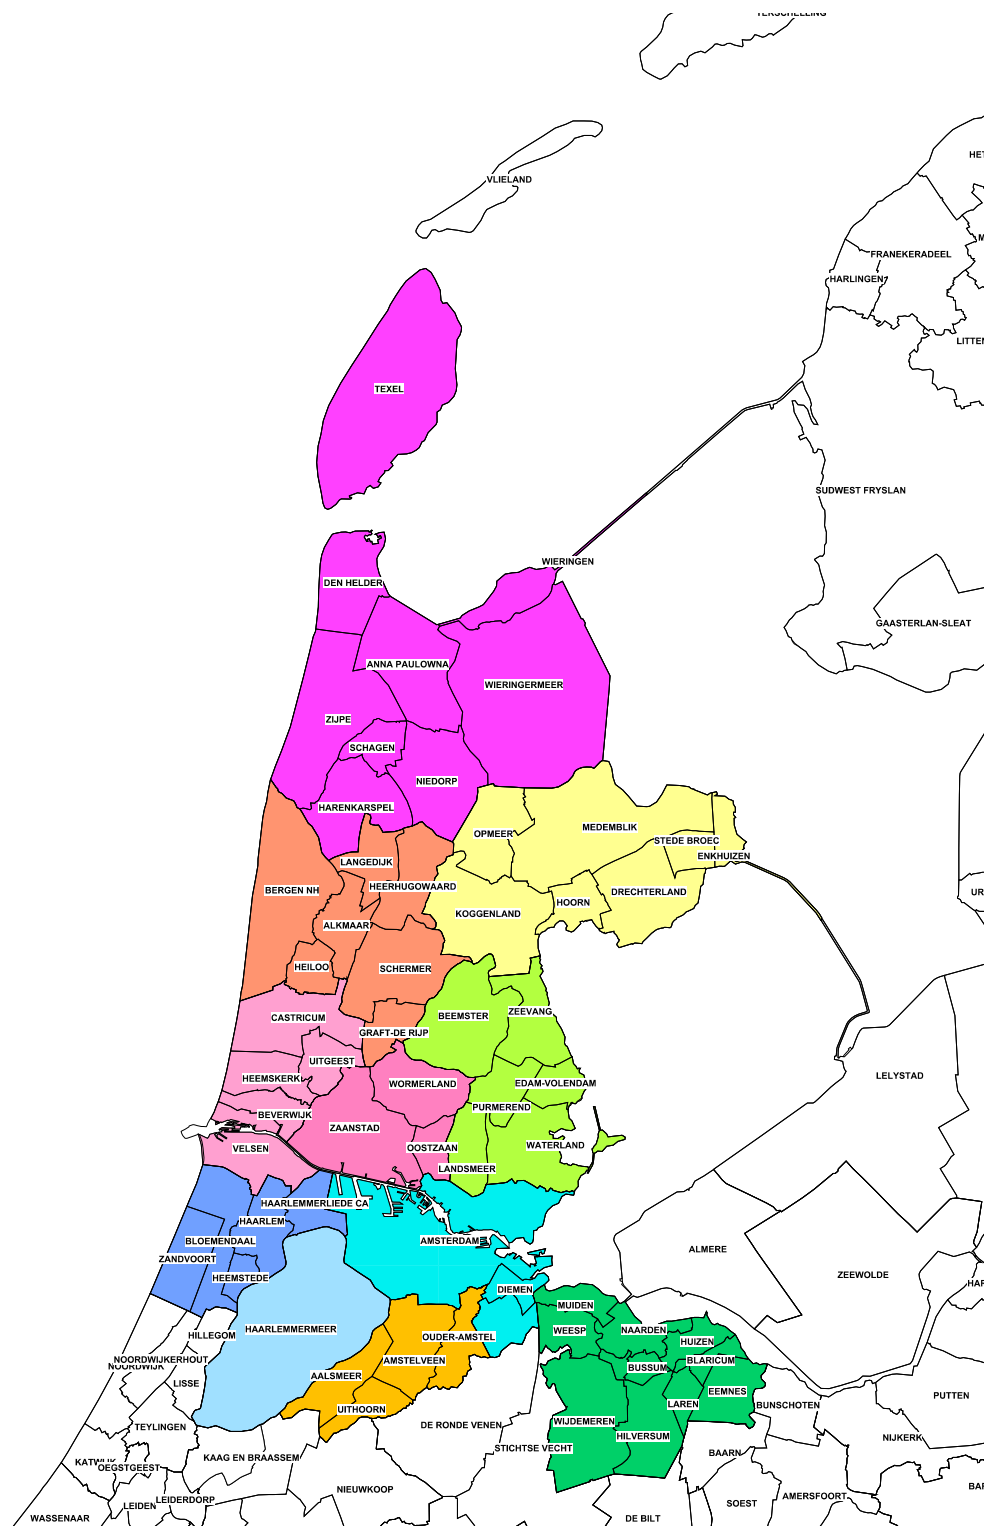 TERSCHELLING
VLIELAND
FRANEKERADEEL
HARLINGEN
TEXEL
SUDWEST FRYSLAN
WIERINGEN
DEN HELDER
GAASTERLAN-SLEAT
ANNA PAULOWNA
WIERINGERMEER
ZIJPE
SCHAGEN
NIEDORP
HARENKARSPEL
OPMEER
MEDEMBLIK
STEDE BROEC
ENKHUIZEN
LANGEDIJK
HEERHUGOWAARD
BERGEN NH
DRECHTERLAND
HOORN
KOGGENLAND
ALKMAAR
HEILOO
SCHERMER
CASTRICUM
BEEMSTER
ZEEVANG
GRAFT-DE RIJP
UITGEEST
LELYSTAD
HEEMSKERK
WORMERLAND
EDAM-VOLENDAM
PURMEREND
BEVERWIJK
ZAANSTAD
VELSEN
OOSTZAAN
WATERLAND
LANDSMEER
HAARLEMMERLIEDE CA
HAARLEM
BLOEMENDAAL
AMSTERDAM
ALMERE
ZANDVOORT
HEEMSTEDE
ZEEWOLDE
DIEMEN
MUIDEN
HAARLEMMERMEER
WEESP
NAARDEN
HILLEGOM
OUDER-AMSTEL
HUIZEN
NOORDWIJKERHOUT
NOORDWIJK
AMSTELVEEN
BLARICUM
BUSSUM
AALSMEER
LISSE
EEMNES
PUTTEN
LAREN
BUNSCHOTEN
UITHOORN
TEYLINGEN
DE RONDE VENEN
WIJDEMEREN
HILVERSUM
NIJKERK
STICHTSE VECHT
BAARN
KAAG EN BRAASSEM
KATWIJK
OEGSTGEEST
NIEUWKOOP
LEIDERDORP
LEIDEN
AMERSFOORT
SOEST
WASSENAAR
DE BILT